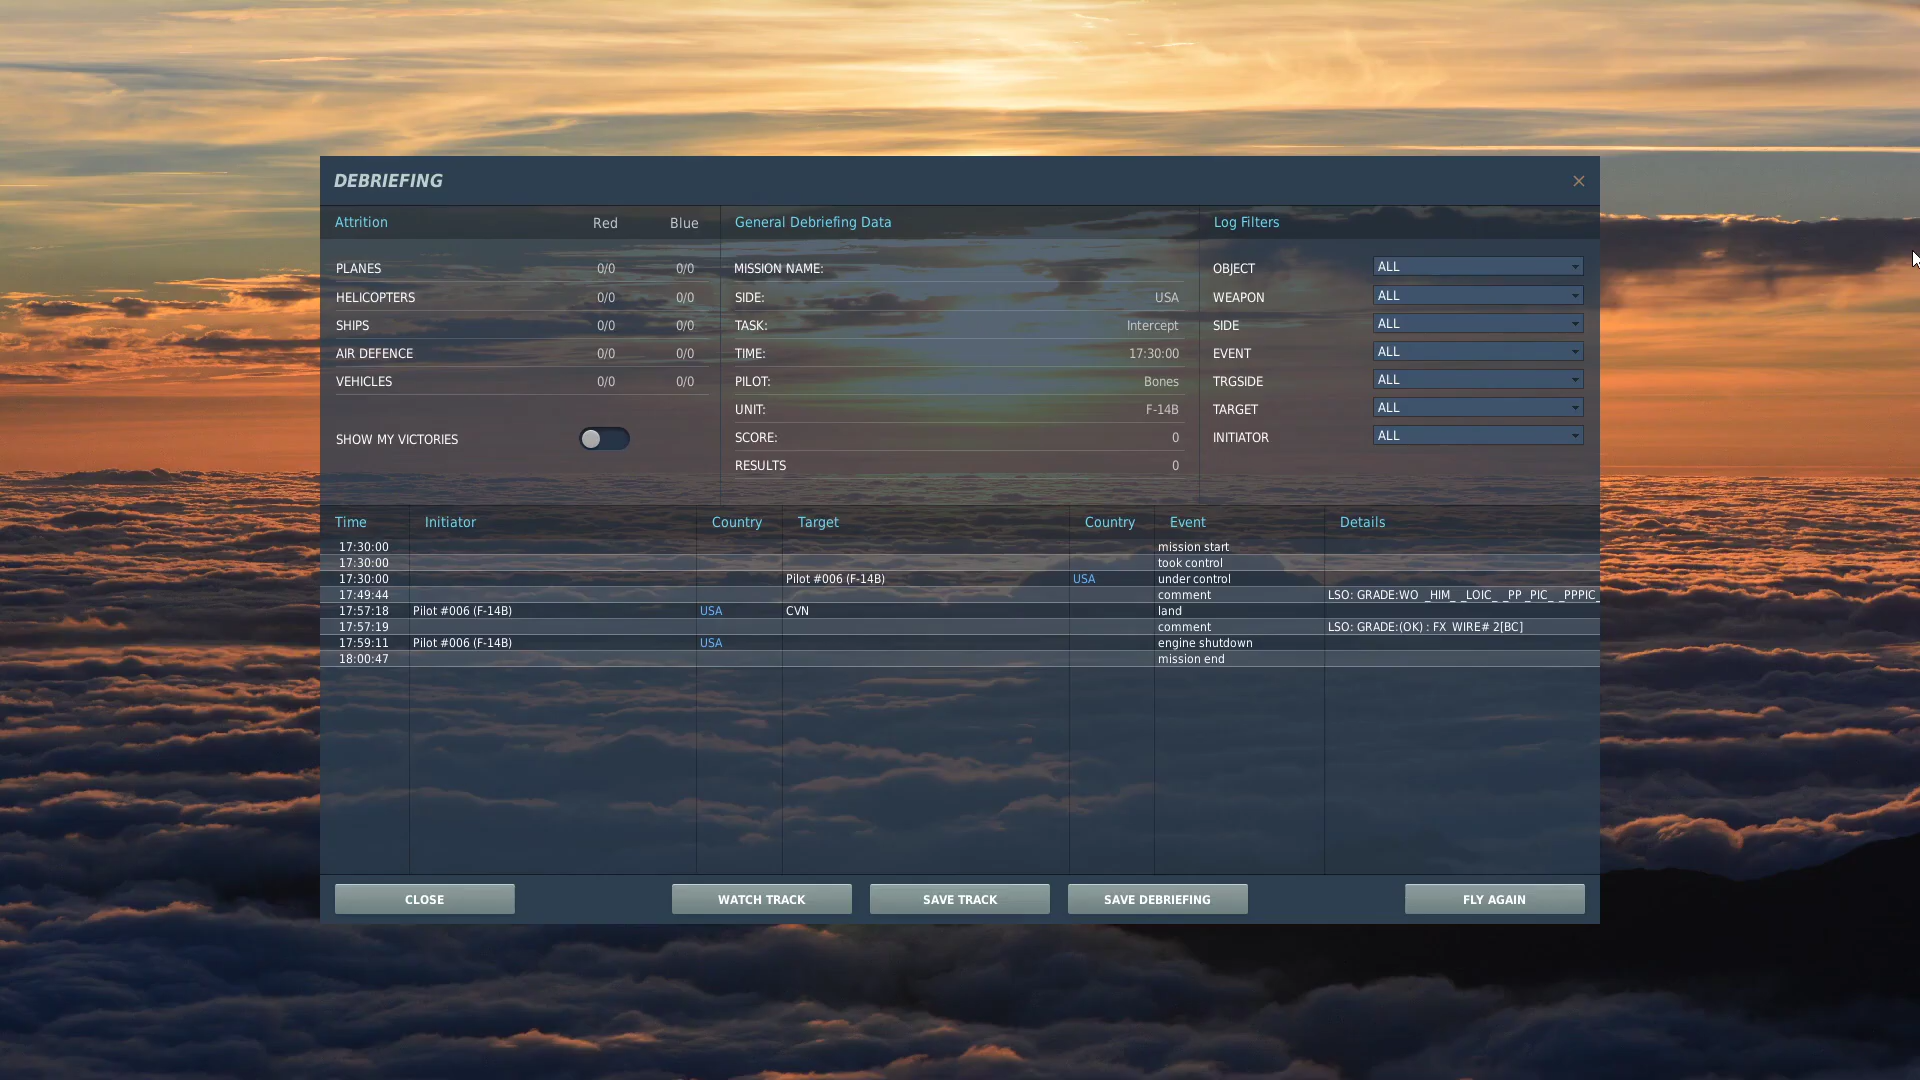 DEBRIEFING
Attrition Red Blue General Debriefing Data Log Filters
PLANES 0/0 0/0 MISSION NAME: OBJECT ALL
HELICOPTERS 0/0 0/0 SIDE: USA WEAPON ALL
SHIPS 0/0 0/0 TASK: Intercept SIDE ALL
AIR DEFENCE 0/0 0/0 TIME: 17:30:00 EVENT ALL
VEHICLES 0/0 0/0 PILOT: Bones TRGSIDE ALL
UNIT: F-14B TARGET ALL
SHOW MY VICTORIES SCORE: 0 INITIATOR ALL
RESULTS 0
Time Initiator Country Target Country Event Details
17:30:00 mission start
17:30:00 took control
17:30:00 Pilot #006 (F-14B) USA under control
17:49:44 comment LSO: GRADE:WO _HIM_ _LOIC_ _PP_PIC_ _PPPIC_
17:57:18 Pilot #006 (F-14B) USA CVN land
17:57:19 comment LSO: GRADE:(OK) : FX WIRE# 2[BC]
17:59:11 Pilot #006 (F-14B) USA engine shutdown
18:00:47 mission end
CLOSE WATCH TRACK SAVE TRACK SAVE DEBRIEFING FLY AGAIN